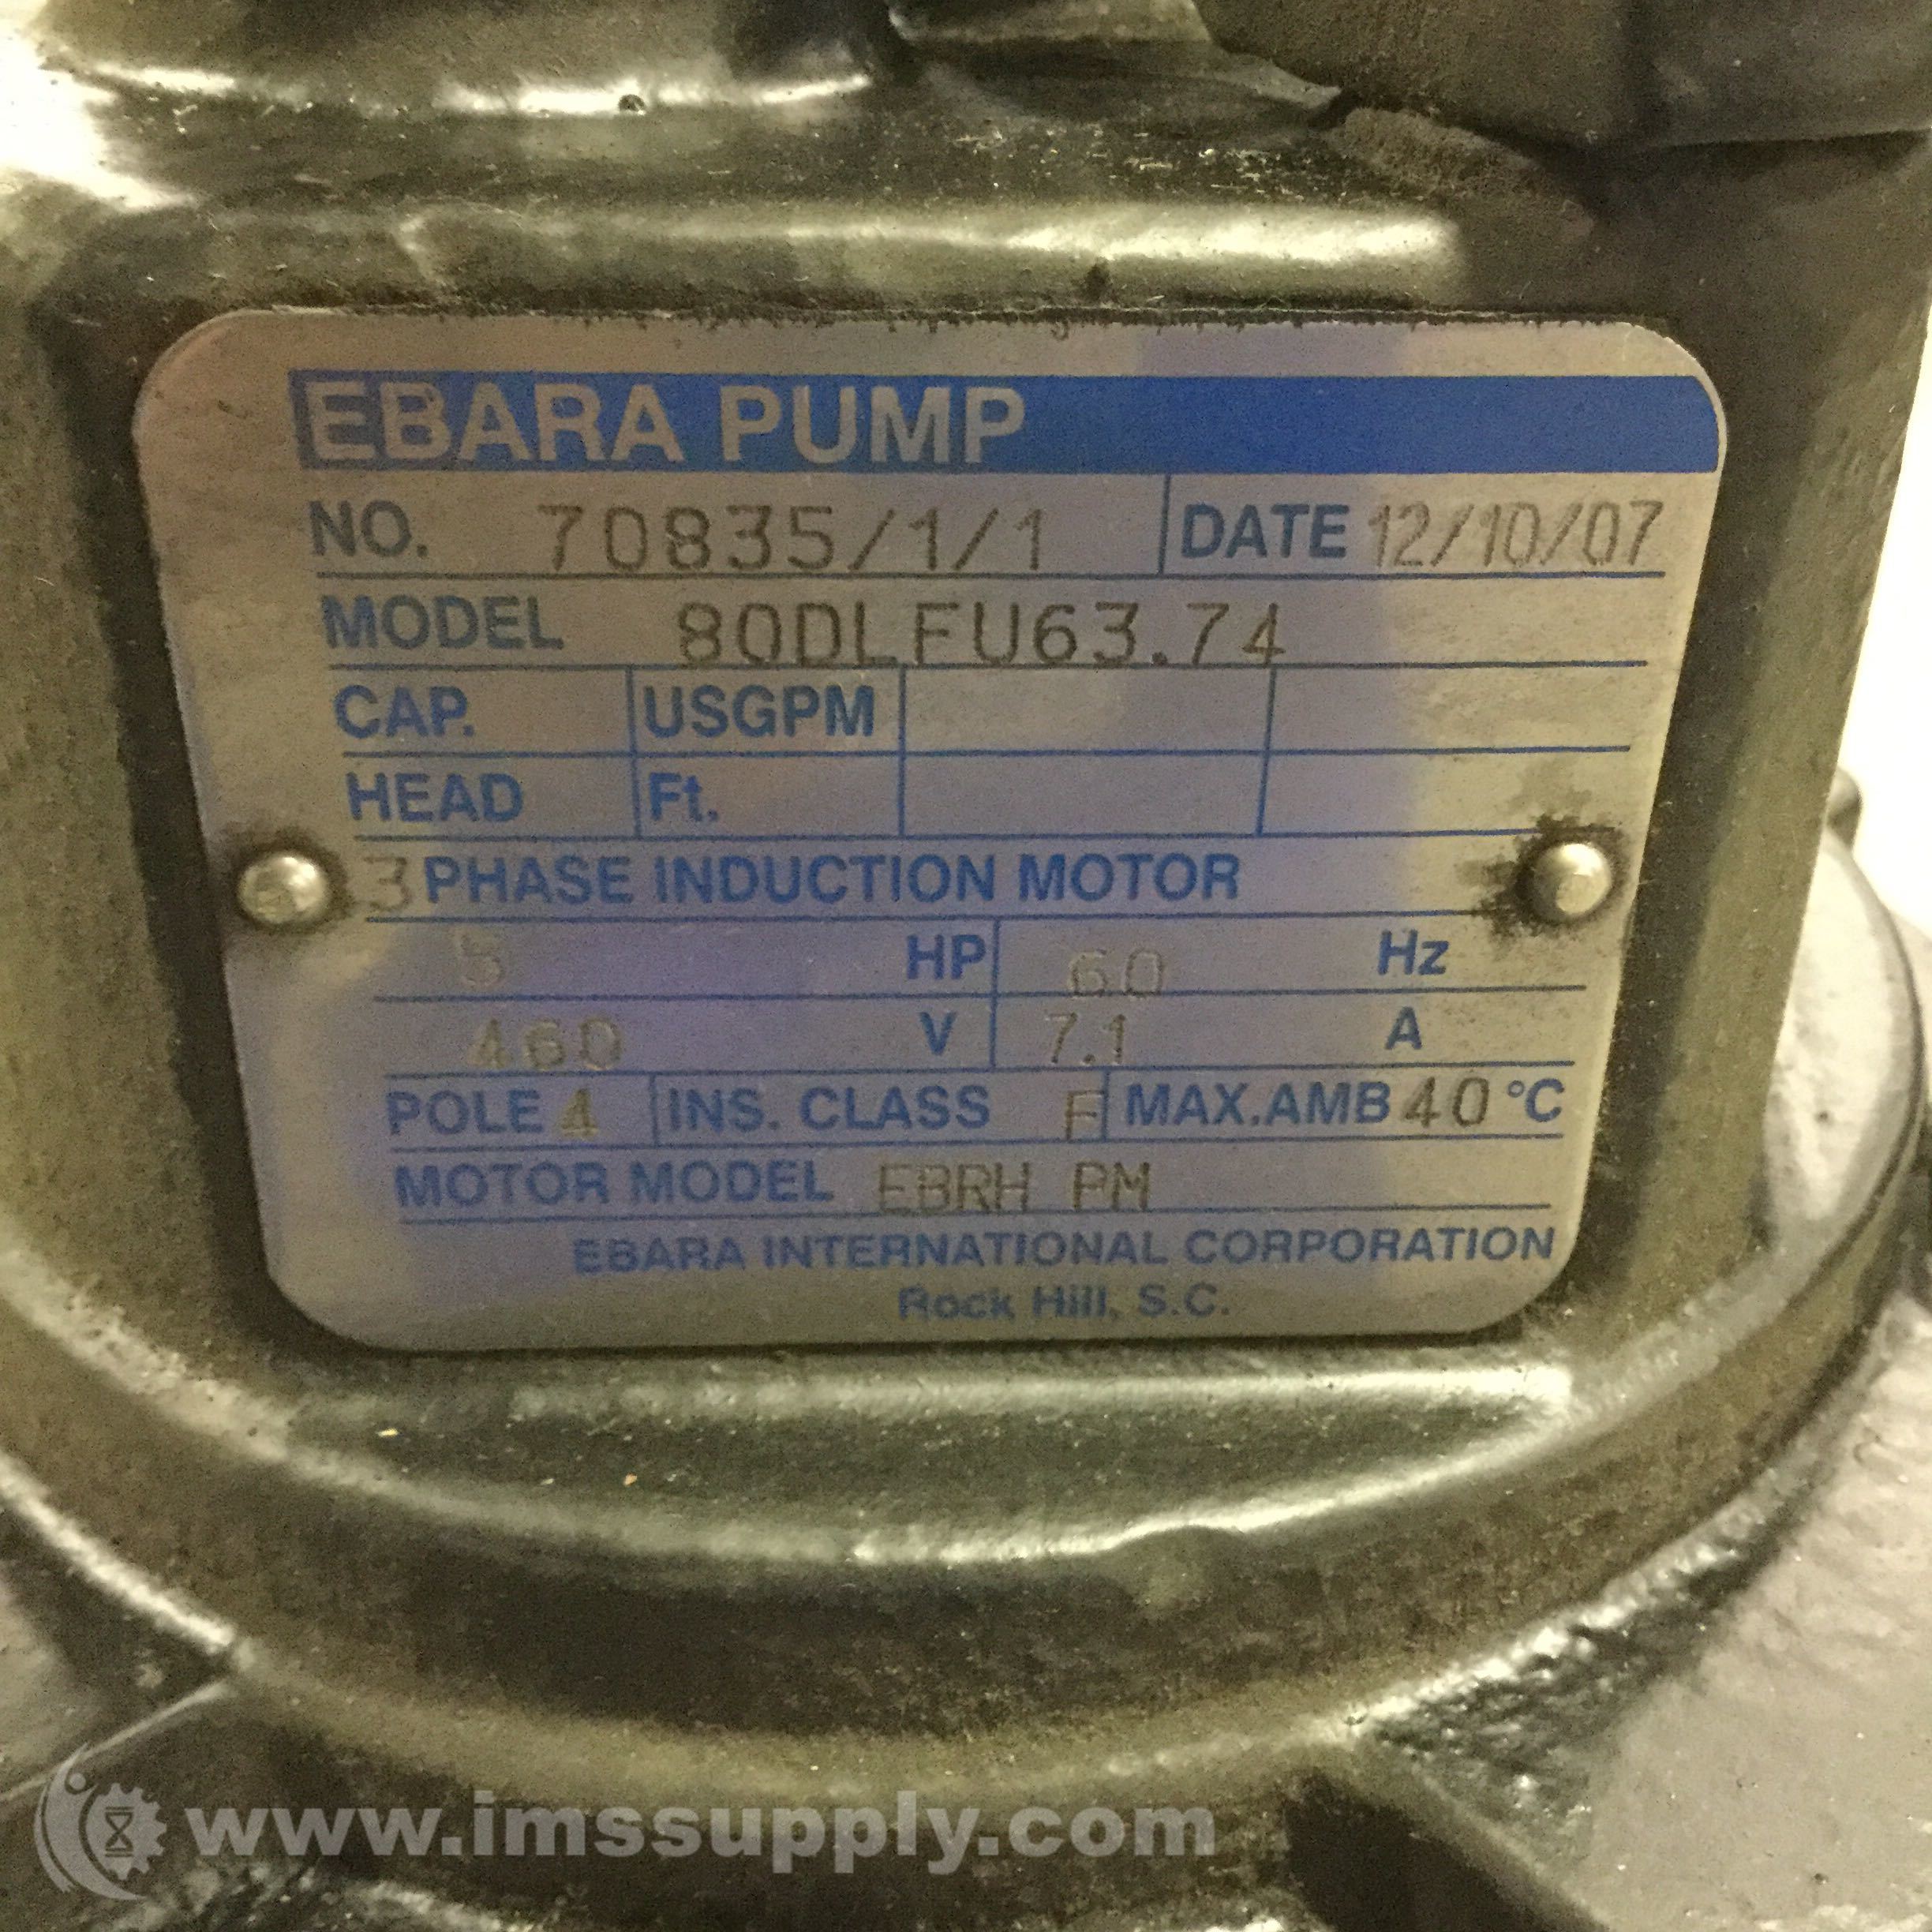 EBARA PUMP
NO. 70835/1/1 DATE 12/10/07
MODEL 80DLFU63.74
CAP. USGPM
HEAD Ft.
3 PHASE INDUCTION MOTOR
5 HP 60 Hz
460 V 7.1 A
POLE 4 INS. CLASS F MAX.AMB 40 °C
MOTOR MODEL EBRH PM
EBARA INTERNATIONAL CORPORATION
Rock Hill, S.C.
www.imssupply.com